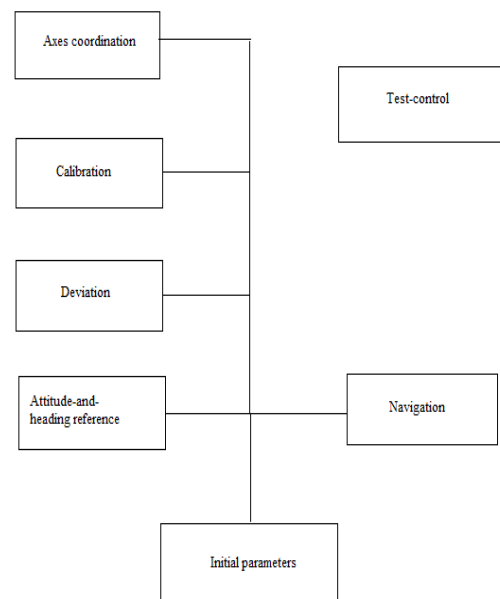 Axes coordination
Test-control
Calibration
Deviation
Attitude-and-
heading reference
Navigation
Initial parameters